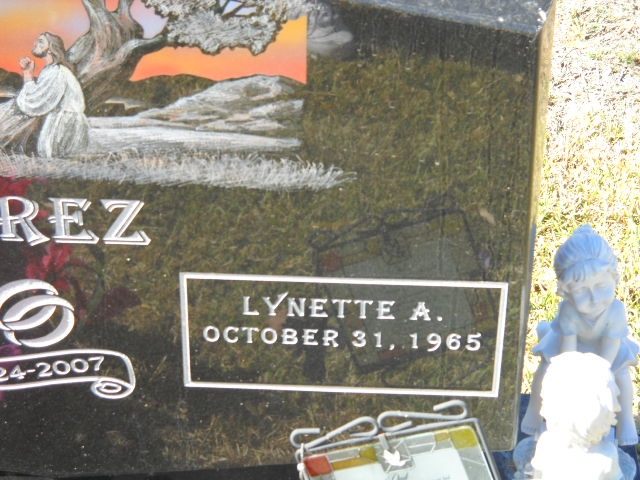 REZ
LYNETTE A.
OCTOBER 31, 1965
24-2007